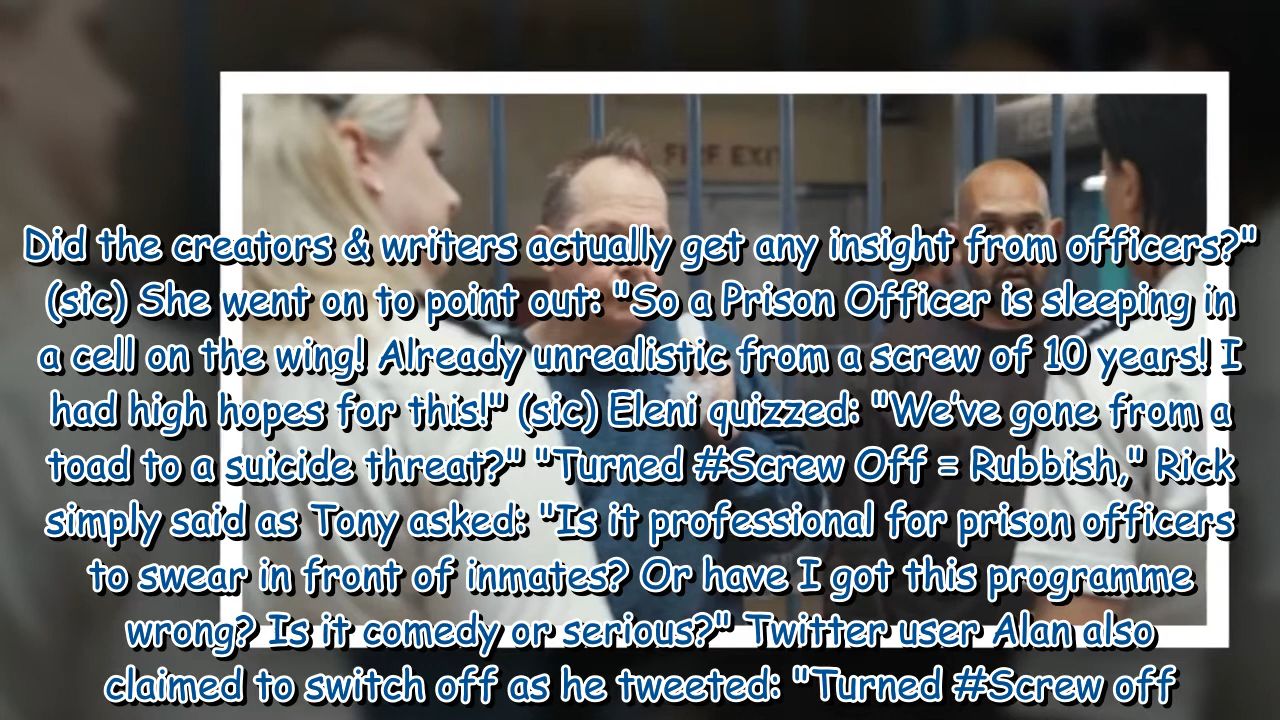 FIRE EXIT
Did the creators & writers actually get any insight from officers?"
(sic) She went on to point out: "So a Prison Officer is sleeping in
a cell on the wing! Already unrealistic from a screw of 10 years! I
had high hopes for this!" (sic) Eleni quizzed: "We've gone from a
toad to a suicide threat?" "Turned #Screw Off = Rubbish," Rick
simply said as Tony asked: "Is it professional for prison officers
to swear in front of inmates? Or have I got this programme
wrong? Is it comedy or serious?" Twitter user Alan also
claimed to switch off as he tweeted: "Turned #Screw off